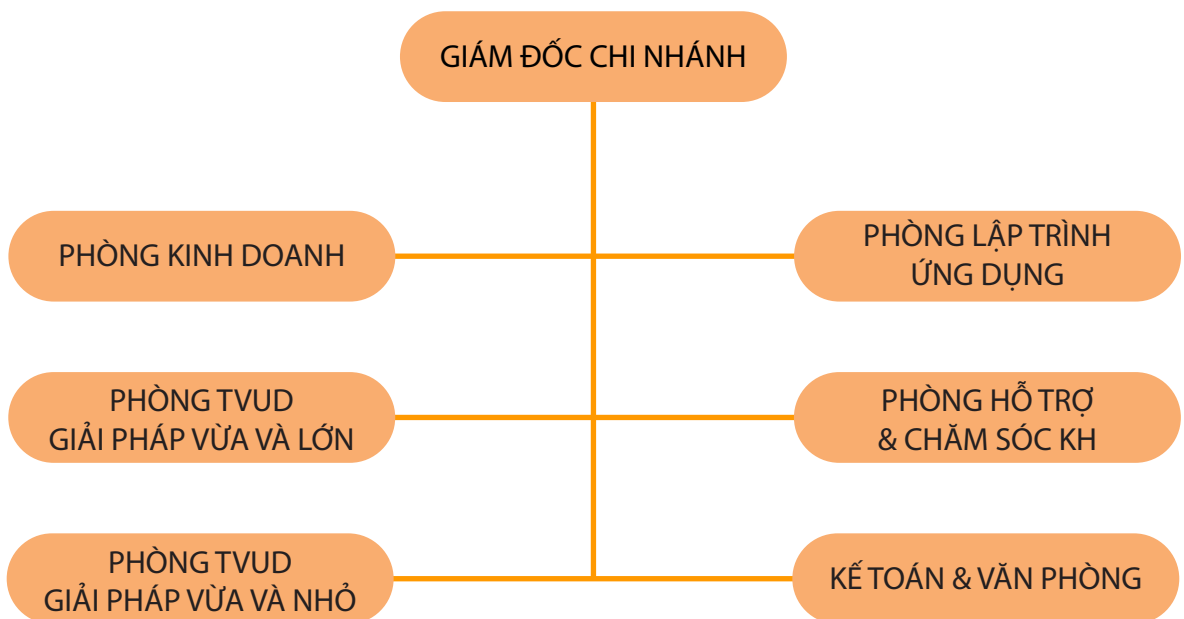 GIÁM ĐỐC CHI NHÁNH
PHÒNG KINH DOANH
PHÒNG LẬP TRÌNH
ỨNG DỤNG
PHÒNG TVUD
GIẢI PHÁP VỪA VÀ LỚN
PHÒNG HỖ TRỢ
& CHĂM SÓC KH
PHÒNG TVUD
GIẢI PHÁP VỪA VÀ NHỎ
KẾ TOÁN & VĂN PHÒNG